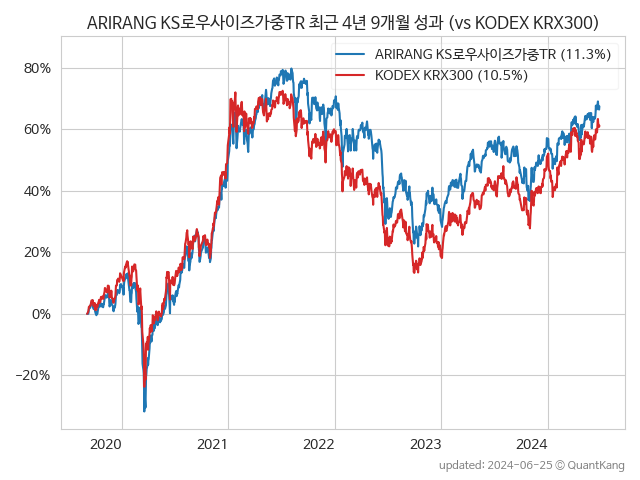 ARIRANG KS로우사이즈가중TR 최근 4년 9개월 성과 (vs KODEX KRX300)
ARIRANG KS로우사이즈가중TR (11.3%)
KODEX KRX300 (10.5%)
80%
60%
40%
20%
0%
−20%
2020 2021 2022 2023 2024
updated: 2024-06-25 © QuantKang